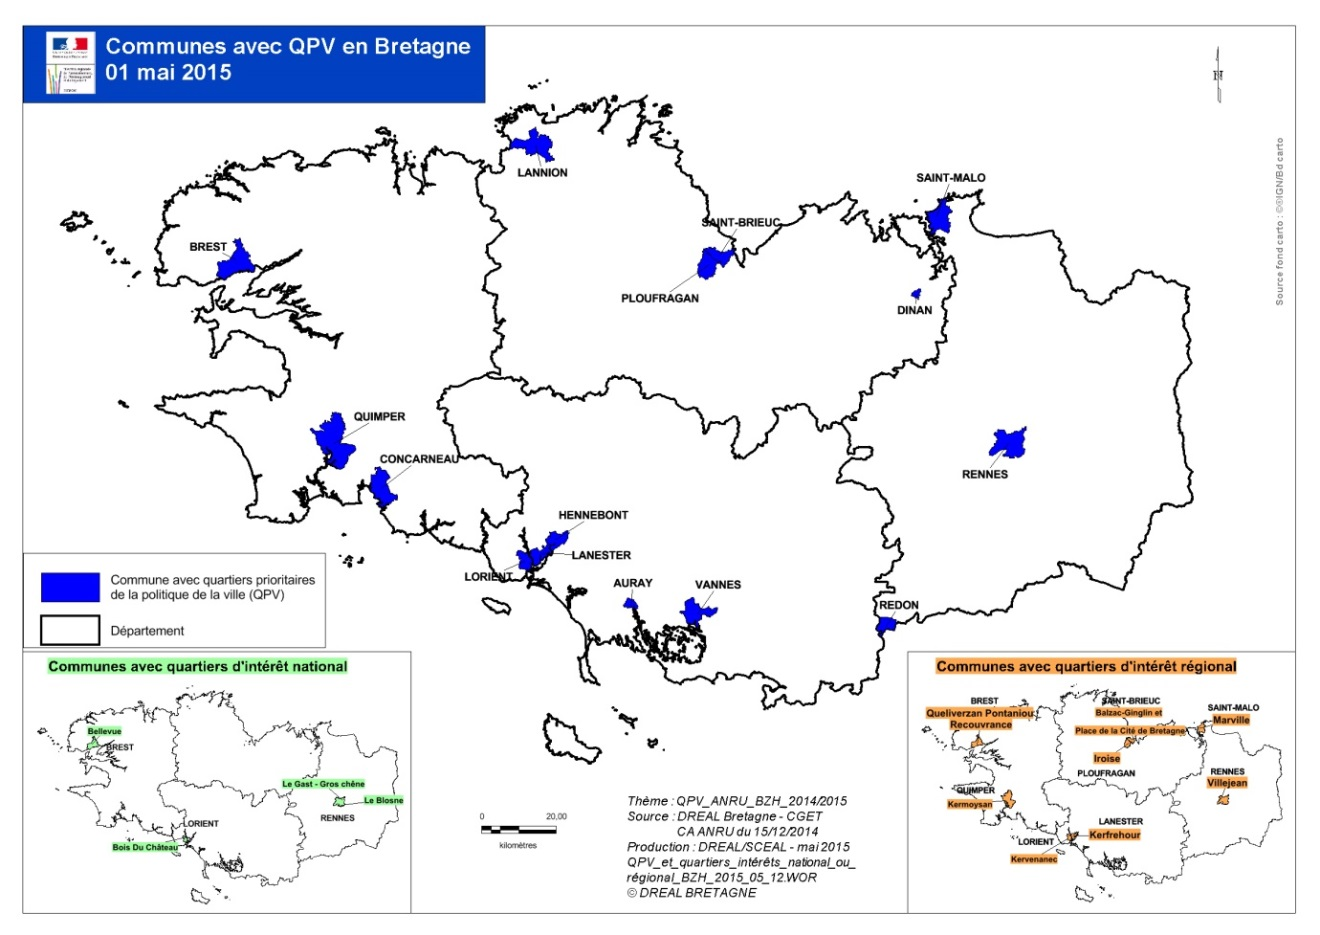 Communes avec QPV en Bretagne
01 mai 2015
N
Source fond carto : ©®IGN/Bd carto
LANNION
SAINT-MALO
SAINT-BRIEUC
BREST
PLOUFRAGAN
DINAN
QUIMPER
CONCARNEAU
RENNES
HENNEBONT
LANESTER
LORIENT
AURAY
VANNES
REDON
Commune avec quartiers prioritaires
de la politique de la ville (QPV)
Département
Communes avec quartiers d'intérêt national
Bellevue
BREST
Le Gast - Gros chêne
Le Blosne
RENNES
LORIENT
Bois Du Château
0 20,00
kilomètres
Thème : QPV_ANRU_BZH_2014/2015
Source : DREAL Bretagne - CGET
CA ANRU du 15/12/2014
Production : DREAL/SCEAL - mai 2015
QPV_et_quartiers_intérêts_national_ou_
régional_BZH_2015_05_12.WOR
© DREAL BRETAGNE
Communes avec quartiers d'intérêt régional
BREST
Queliverzan Pontaniou
Recouvrance
SAINT-BRIEUC
Balzac-Ginglin et
Place de la Cité de Bretagne
SAINT-MALO
Marville
Iroise
PLOUFRAGAN
RENNES
Villejean
QUIMPER
Kermoysan
LANESTER
Kerfrehour
LORIENT
Kervenanec